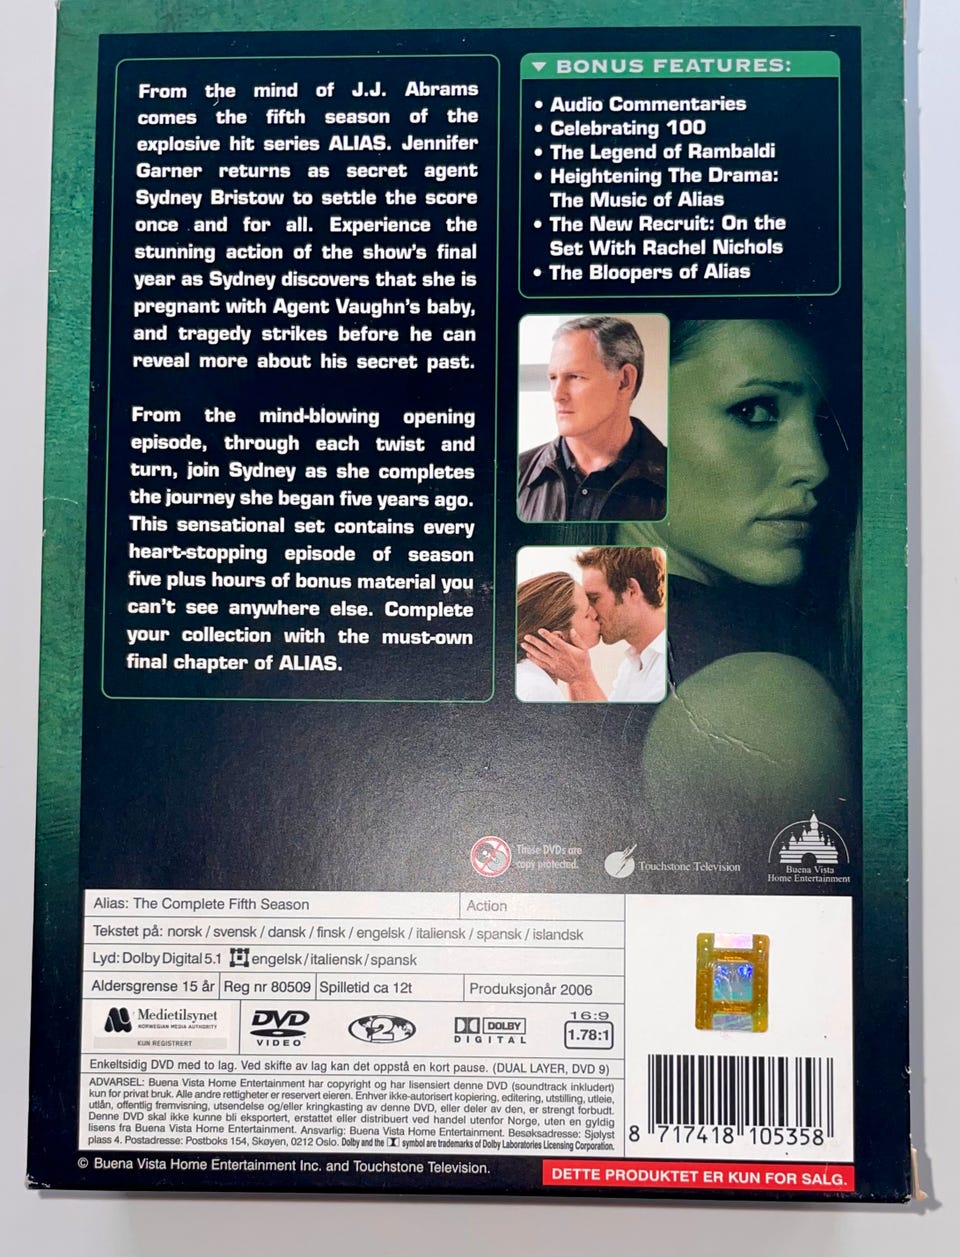 From the mind of J.J. Abrams
comes the fifth season of the
explosive hit series ALIAS. Jennifer
Garner returns as secret agent
Sydney Bristow to settle the score
once and for all. Experience the
stunning action of the show's final
year as Sydney discovers that she is
pregnant with Agent Vaughn's baby,
and tragedy strikes before he can
reveal more about his secret past.
From the mind-blowing opening
episode, through each twist and
turn, join Sydney as she completes
the journey she began five years ago.
This sensational set contains every
heart-stopping episode of season
five plus hours of bonus material you
can't see anywhere else. Complete
your collection with the must-own
final chapter of ALIAS.
BONUS FEATURES:
• Audio Commentaries
• Celebrating 100
• The Legend of Rambaldi
• Heightening The Drama:
The Music of Alias
• The New Recruit: On the
Set With Rachel Nichols
• The Bloopers of Alias
These DVDs are
copy protected.
Touchstone Television
Buena Vista
Home Entertainment
Alias: The Complete Fifth Season
Action
Tekstet på: norsk / svensk / dansk / finsk / engelsk / italiensk / spansk / islandsk
Lyd: Dolby Digital 5.1 engelsk / italiensk / spansk
Aldersgrense 15 år
Reg nr 80509
Spilletid ca 12t
Produksjonår 2006
Medietilsynet
NORWEGIAN MEDIA AUTHORITY
KUN REGISTRERT
DVD
VIDEO
2
DOLBY
DIGITAL
16:9
1.78:1
Enkeltsidig DVD med to lag. Ved skifte av lag kan det oppstå en kort pause. (DUAL LAYER, DVD 9)
ADVARSEL: Buena Vista Home Entertainment har copyright og har lisensiert denne DVD (soundtrack inkludert)
kun for privat bruk. Alle andre rettigheter er reservert eieren. Enhver ikke-autorisert kopiering, editering, utstilling, utleie,
utlån, offentlig fremvisning, utsendelse og/eller kringkasting av denne DVD, eller deler av den, er strengt forbudt.
Denne DVD skal ikke kunne bli eksportert, erstattet eller distribuert ved handel utenfor Norge, uten en gyldig
lisens fra Buena Vista Home Entertainment. Ansvarlig: Buena Vista Home Entertainment. Besøksadresse: Sjølyst
plass 4. Postadresse: Postboks 154, Skøyen, 0212 Oslo. Dolby and the symbol are trademarks of Dolby Laboratories Licensing Corporation.
8 717418 105358
© Buena Vista Home Entertainment Inc. and Touchstone Television.
DETTE PRODUKTET ER KUN FOR SALG.